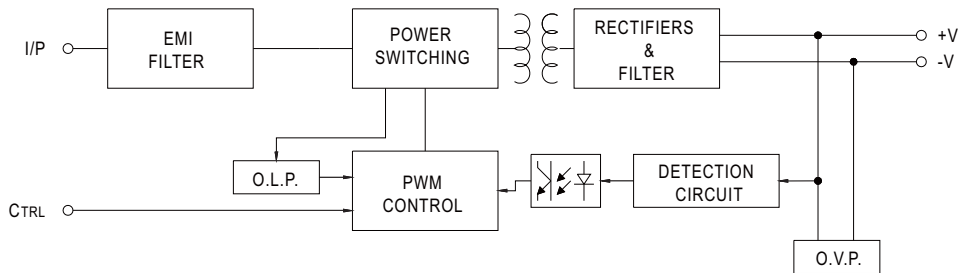 I/P
EMI
FILTER
POWER
SWITCHING
RECTIFIERS
&
FILTER
+V
-V
O.L.P.
PWM
CONTROL
DETECTION
CIRCUIT
CTRL
O.V.P.